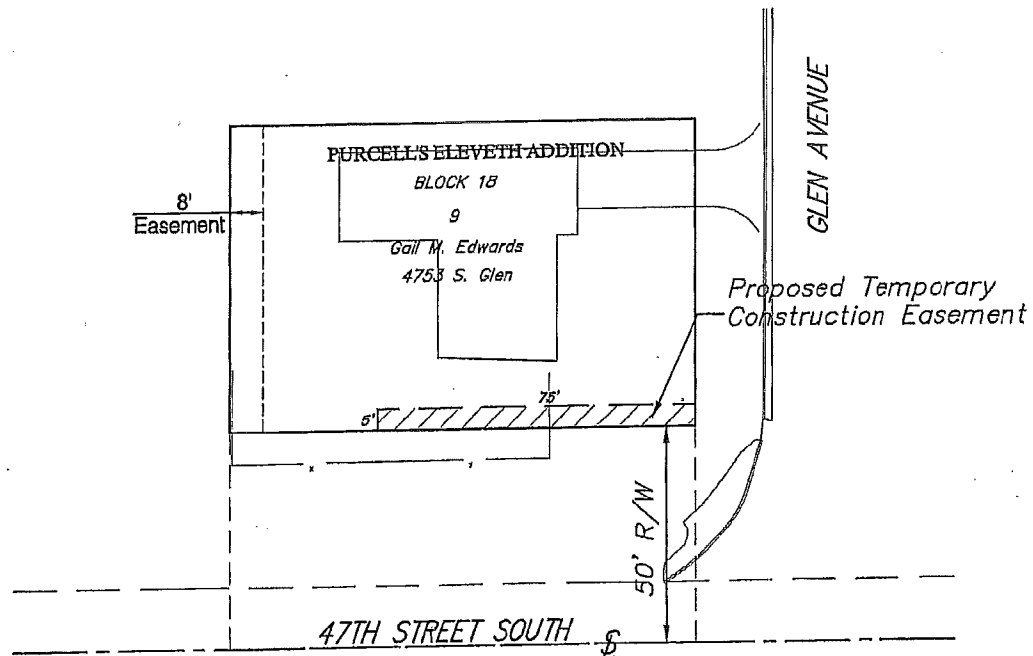 PURCELL'S ELEVETH ADDITION
BLOCK 18
9
Gail M. Edwards
4753 S. Glen
8'
Easement
GLEN AVENUE
Proposed Temporary
Construction Easement
75'
5'
50' R/W
47TH STREET SOUTH